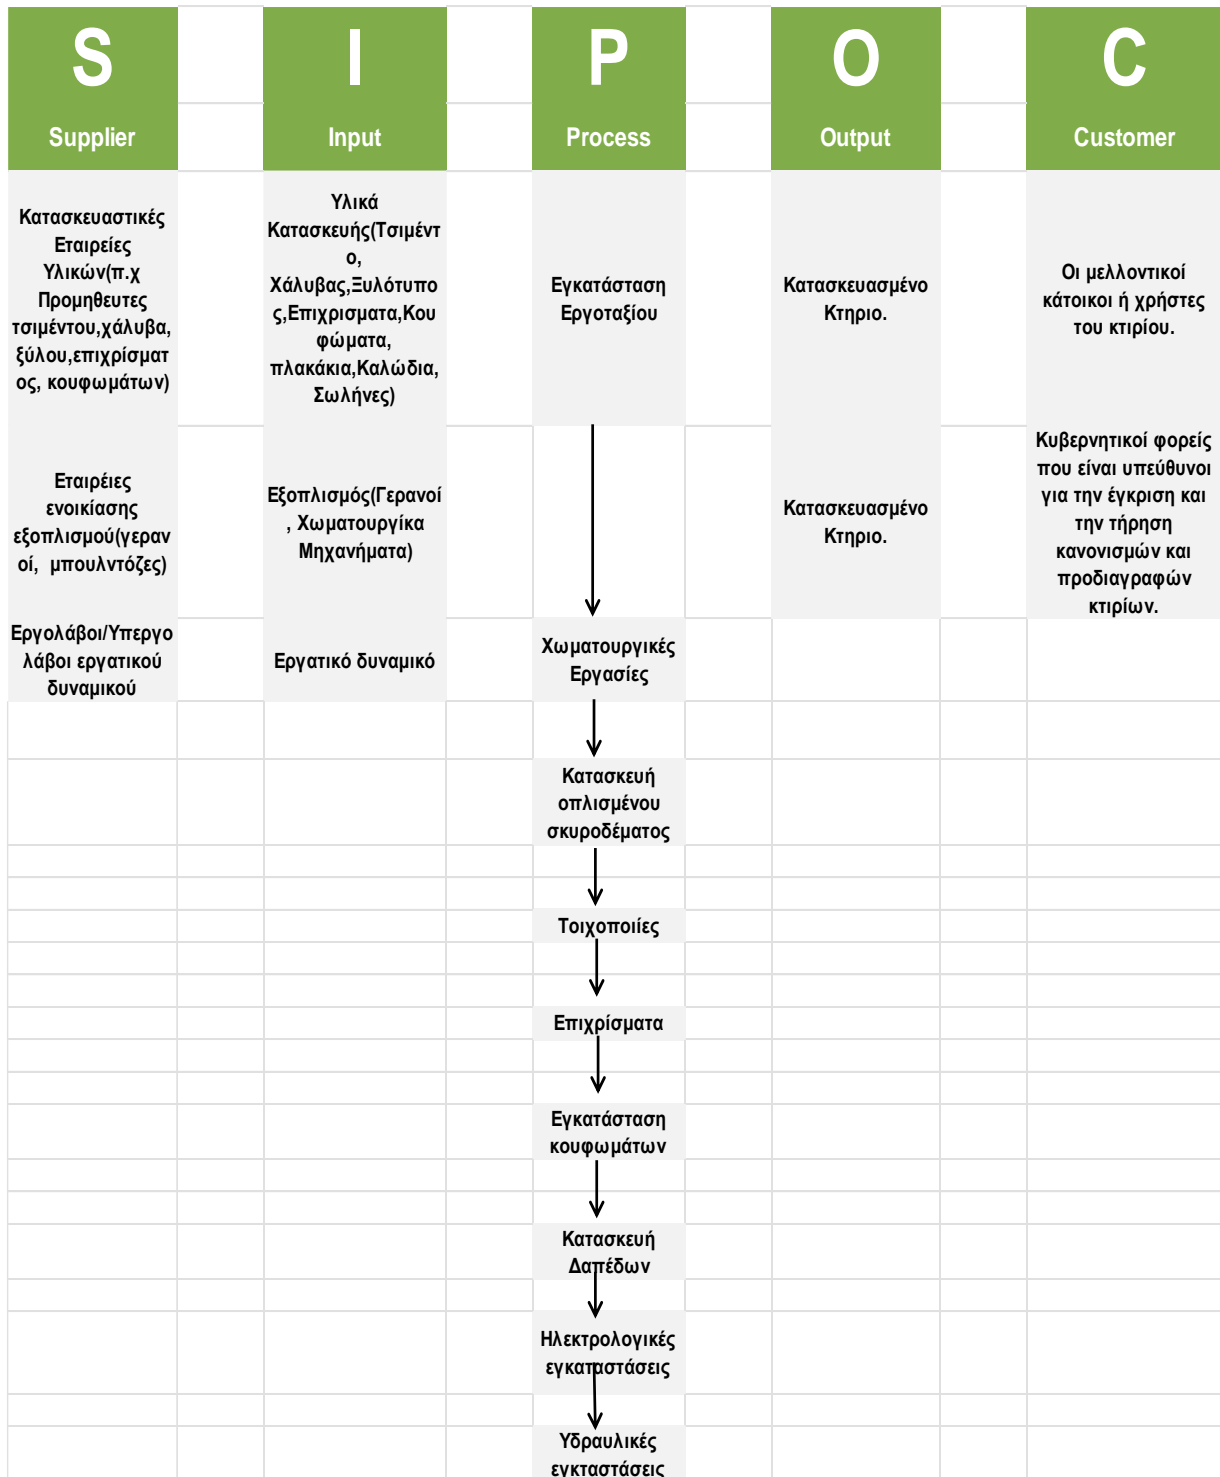 S
I
P
O
C
Supplier
Input
Process
Output
Customer
Κατασκευαστικές
Εταιρείες
Υλικών(π.χ
Προμηθευτες
τσιμέντου,χάλυβα,
ξύλου,επιχρίσματ
ος, κουφωμάτων)
Υλικά
Κατασκευής(Τσιμέντ
ο,
Χάλυβας,Ξυλότυπο
ς,Επιχρισματα,Κου
φώματα,
πλακάκια,Καλώδια,
Σωλήνες)
Εγκατάσταση
Εργοταξίου
Κατασκευασμένο
Κτηριο.
Οι μελλοντικοί
κάτοικοι ή χρήστες
του κτιρίου.
Εταιρέιες
ενοικίασης
εξοπλισμού(γεραν
οί, μπουλντόζες)
Εξοπλισμός(Γερανοί
, Χωματουργίκα
Μηχανήματα)
Κατασκευασμένο
Κτηριο.
Κυβερνητικοί φορείς
που είναι υπεύθυνοι
για την έγκριση και
την τήρηση
κανονισμών και
προδιαγραφών
κτιρίων.
Εργολάβοι/Υπεργο
λάβοι εργατικού
δυναμικού
Εργατικό δυναμικό
Χωματουργικές
Εργασίες
Κατασκευή
οπλισμένου
σκυροδέματος
Τοιχοποιίες
Επιχρίσματα
Εγκατάσταση
κουφωμάτων
Κατασκευή
Δαπέδων
Ηλεκτρολογικές
εγκαταστάσεις
Υδραυλικές
εγκταστάσεις